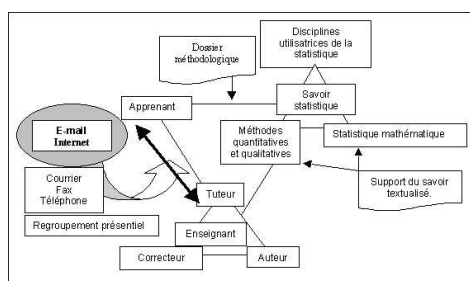 Disciplines
utilisatrices de la
statistique
Dossier
méthodologique
Savoir
statistique
Apprenant
E-mail
Internet
Méthodes
quantitatives
et qualitatives
Statistique mathématique
Courrier
Fax
Téléphone
Tuteur
Support du savoir
textualisé.
Regroupement présentiel
Enseignant
Correcteur
Auteur